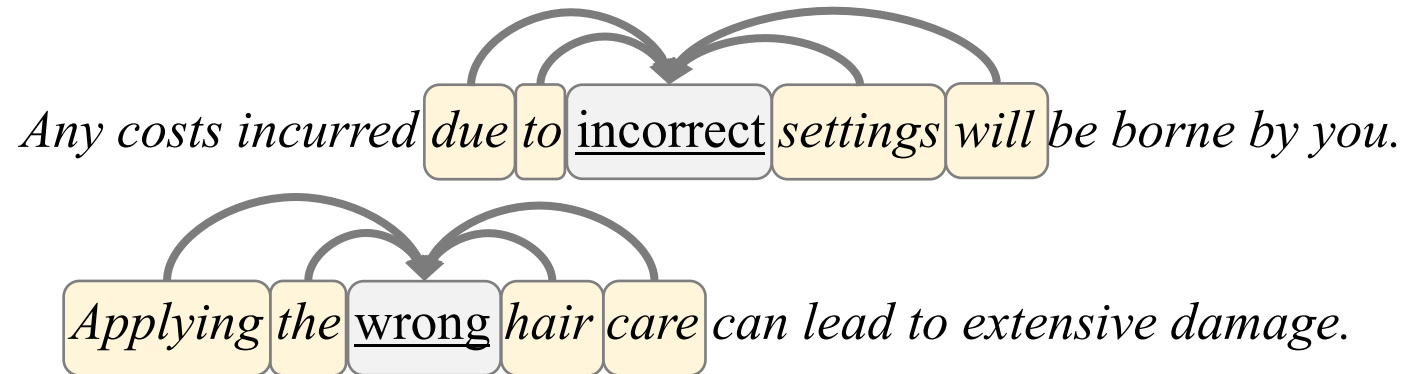 Any costs incurred due to incorrect settings will be borne by you.
Applying the wrong hair care can lead to extensive damage.